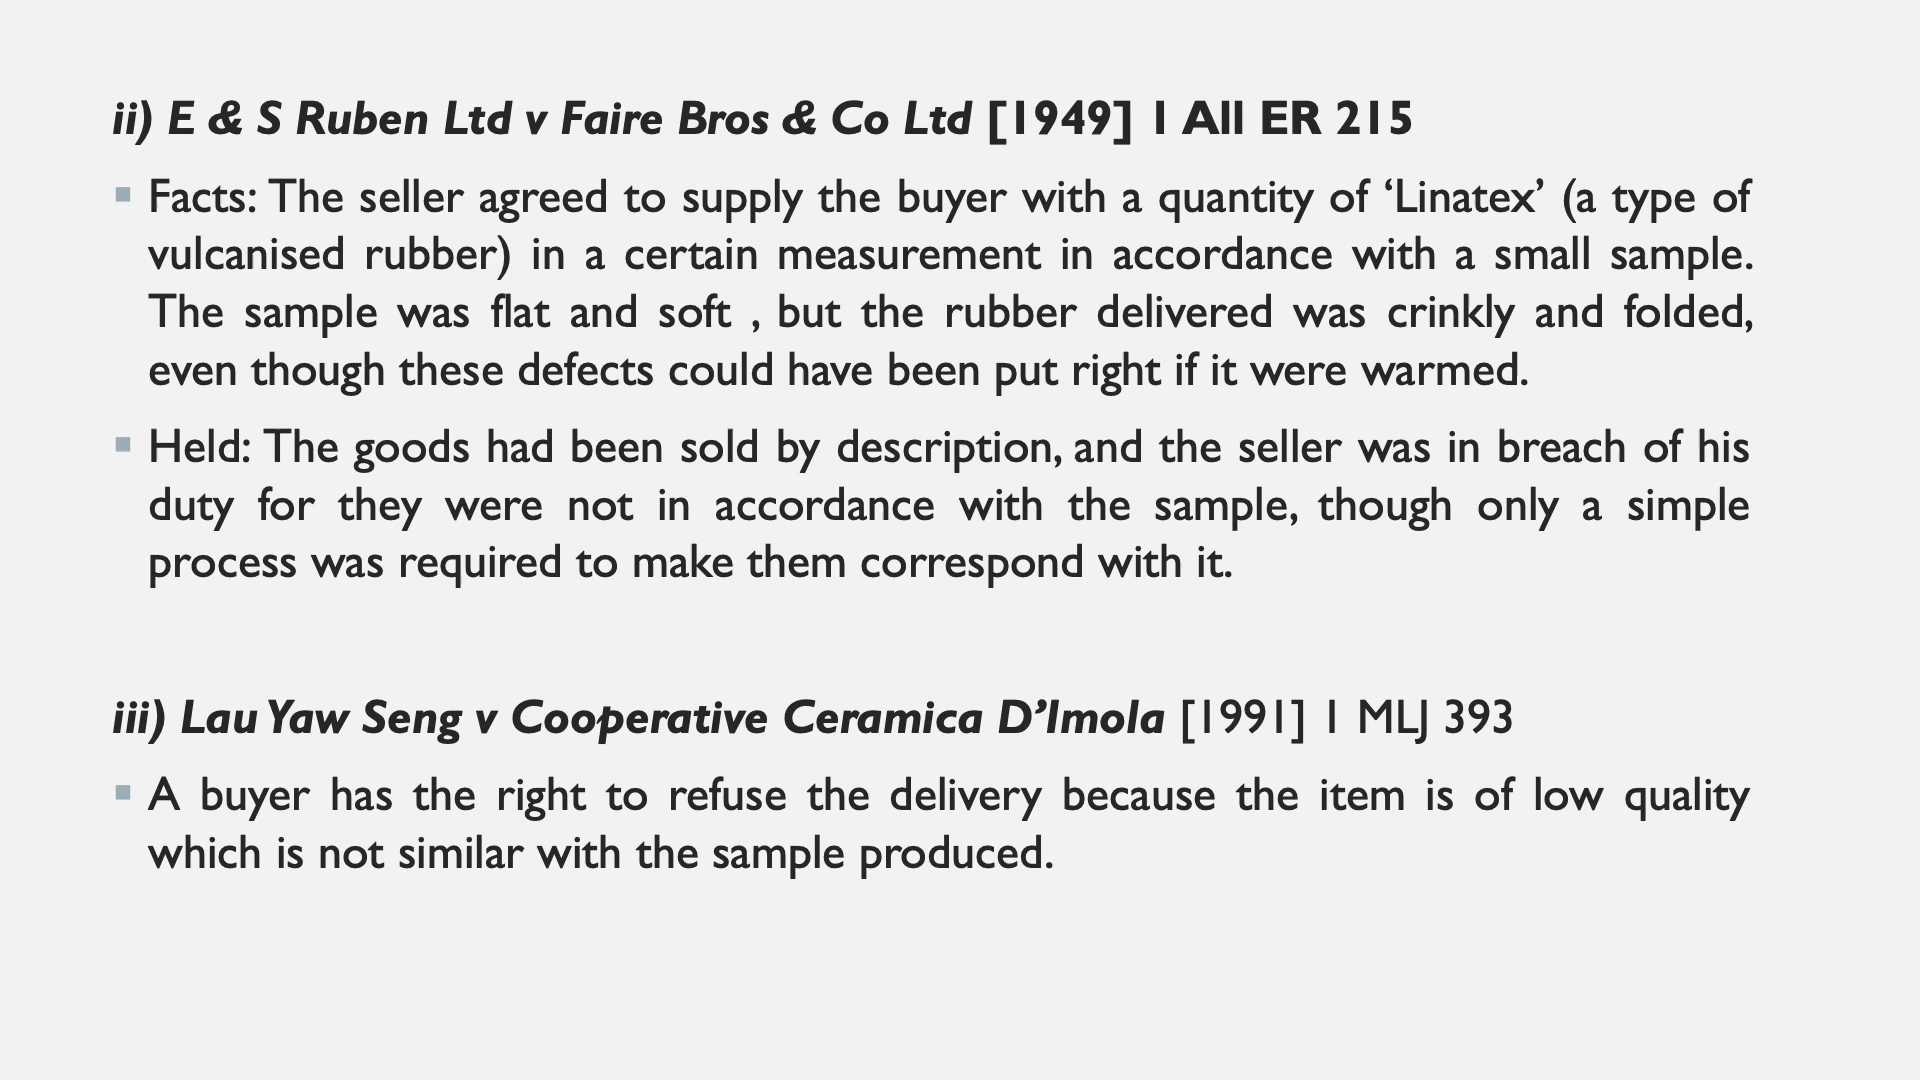 ii) E & S Ruben Ltd v Faire Bros & Co Ltd [1949] 1 All ER 215
▪ Facts: The seller agreed to supply the buyer with a quantity of ‘Linatex’ (a type of
vulcanised rubber) in a certain measurement in accordance with a small sample.
The sample was flat and soft , but the rubber delivered was crinkly and folded,
even though these defects could have been put right if it were warmed.
▪ Held: The goods had been sold by description, and the seller was in breach of his
duty for they were not in accordance with the sample, though only a simple
process was required to make them correspond with it.
iii) Lau Yaw Seng v Cooperative Ceramica D’Imola [1991] 1 MLJ 393
▪ A buyer has the right to refuse the delivery because the item is of low quality
which is not similar with the sample produced.